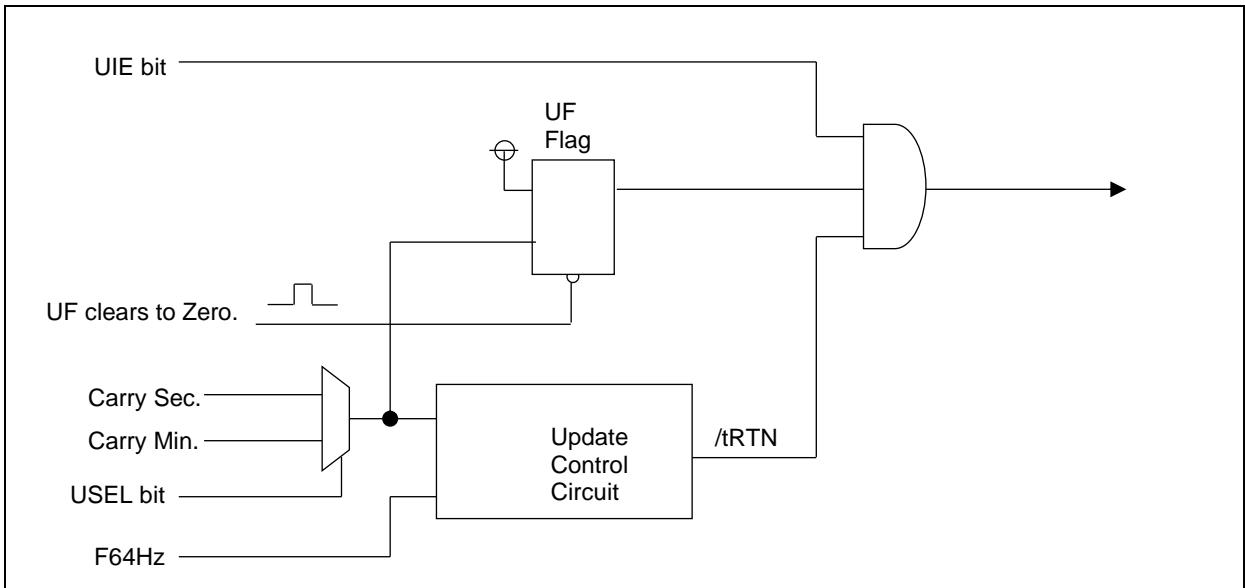 UIE bit
UF
Flag
UF clears to Zero.
Carry Sec.
Carry Min.
USEL bit
F64Hz
Update
Control
Circuit
/tRTN